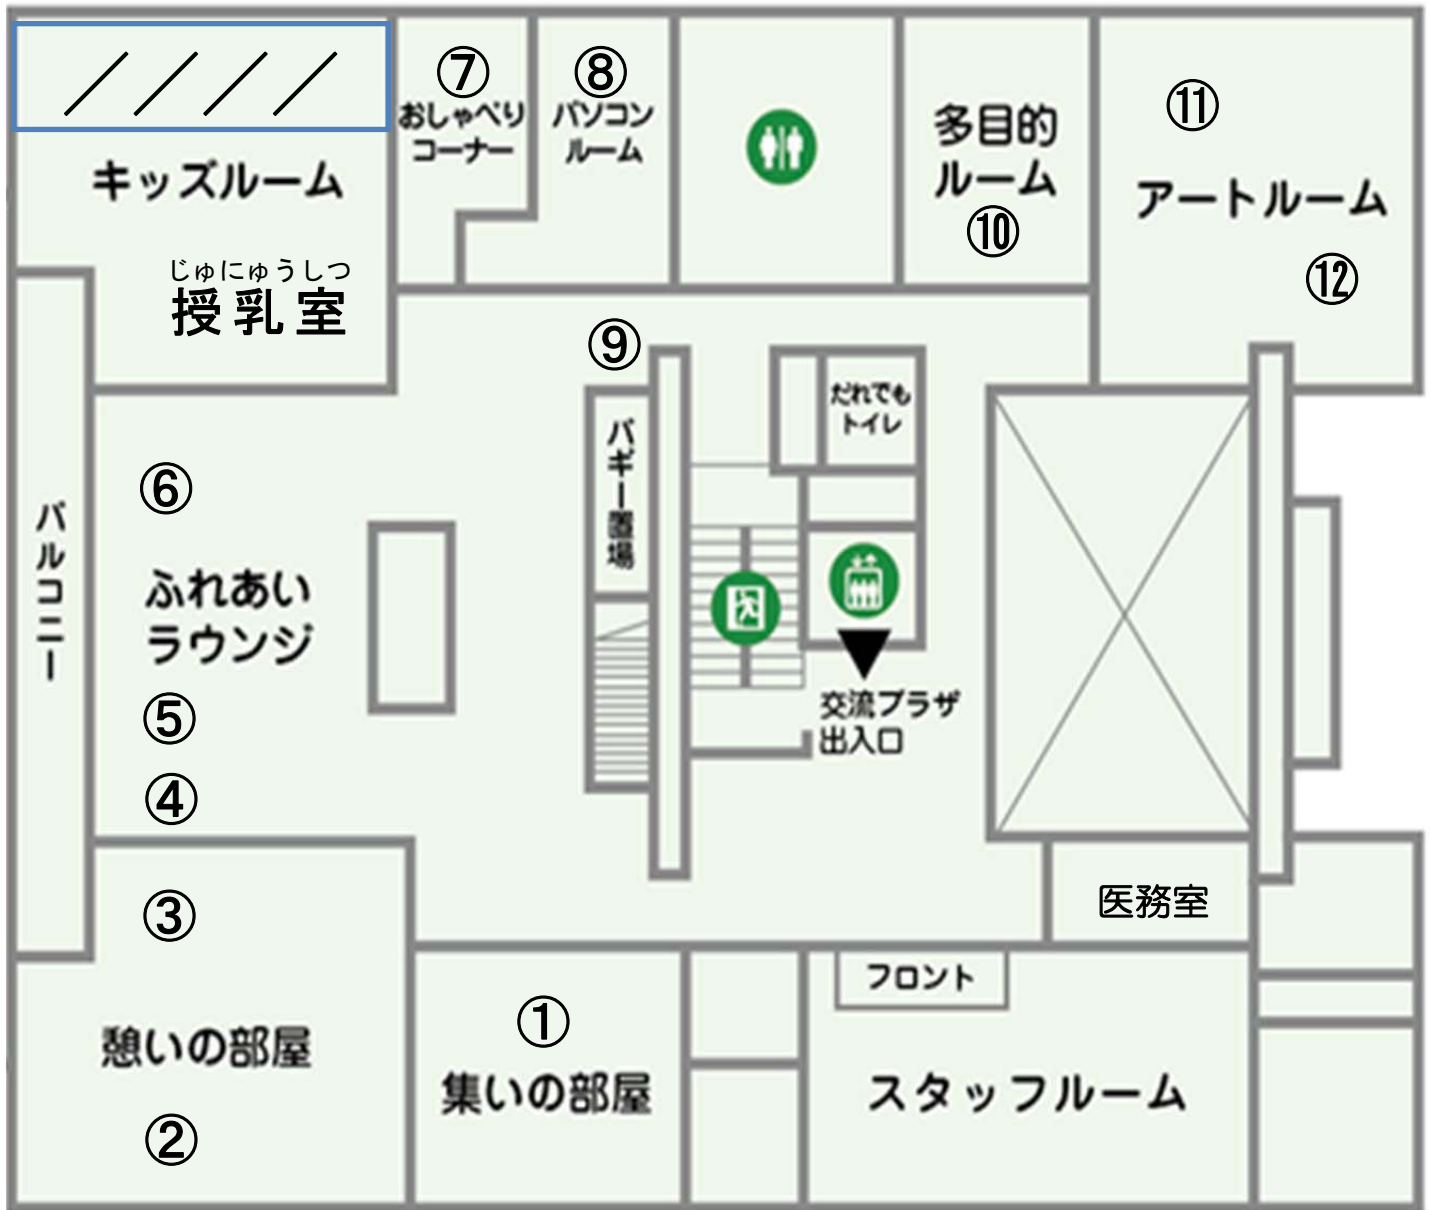 ⑦
おしゃべり
コーナー
⑧
パソコン
ルーム
多目的
ルーム
⑩
⑪
アートルーム
⑫
キッズルーム
じゅにゅうしつ
授乳室
⑨
だれでも
トイレ
バギー置場
⑥
バルコニー
ふれあい
ラウンジ
⑤
④
交流プラザ
出入口
③
医務室
フロント
①
憩いの部屋
集いの部屋
スタッフルーム
②